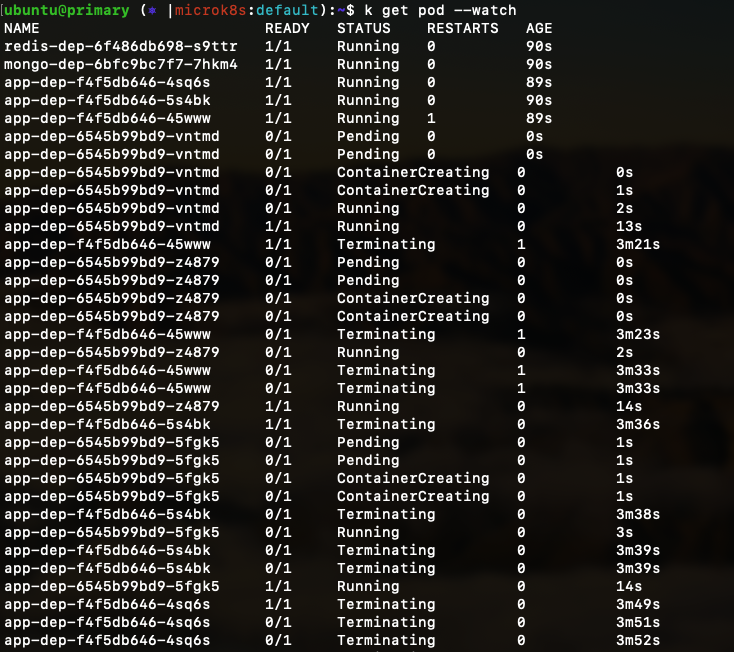 [ubuntu@primary (⎈ |microk8s:default):~$ k get pod --watch
NAME READY STATUS RESTARTS AGE
redis-dep-6f486db698-s9ttr 1/1 Running 0 90s
mongo-dep-6bfc9bc7f7-7hkm4 1/1 Running 0 90s
app-dep-f4f5db646-4sq6s 1/1 Running 0 89s
app-dep-f4f5db646-5s4bk 1/1 Running 0 90s
app-dep-f4f5db646-45www 1/1 Running 1 89s
app-dep-6545b99bd9-vntmd 0/1 Pending 0 0s
app-dep-6545b99bd9-vntmd 0/1 Pending 0 0s
app-dep-6545b99bd9-vntmd 0/1 ContainerCreating 0 0s
app-dep-6545b99bd9-vntmd 0/1 ContainerCreating 0 1s
app-dep-6545b99bd9-vntmd 0/1 Running 0 2s
app-dep-6545b99bd9-vntmd 1/1 Running 0 13s
app-dep-f4f5db646-45www 1/1 Terminating 1 3m21s
app-dep-6545b99bd9-z4879 0/1 Pending 0 0s
app-dep-6545b99bd9-z4879 0/1 Pending 0 0s
app-dep-6545b99bd9-z4879 0/1 ContainerCreating 0 0s
app-dep-6545b99bd9-z4879 0/1 ContainerCreating 0 0s
app-dep-f4f5db646-45www 0/1 Terminating 1 3m23s
app-dep-6545b99bd9-z4879 0/1 Running 0 2s
app-dep-f4f5db646-45www 0/1 Terminating 1 3m33s
app-dep-f4f5db646-45www 0/1 Terminating 1 3m33s
app-dep-6545b99bd9-z4879 1/1 Running 0 14s
app-dep-f4f5db646-5s4bk 1/1 Terminating 0 3m36s
app-dep-6545b99bd9-5fgk5 0/1 Pending 0 1s
app-dep-6545b99bd9-5fgk5 0/1 Pending 0 1s
app-dep-6545b99bd9-5fgk5 0/1 ContainerCreating 0 1s
app-dep-6545b99bd9-5fgk5 0/1 ContainerCreating 0 1s
app-dep-f4f5db646-5s4bk 0/1 Terminating 0 3m38s
app-dep-6545b99bd9-5fgk5 0/1 Running 0 3s
app-dep-f4f5db646-5s4bk 0/1 Terminating 0 3m39s
app-dep-f4f5db646-5s4bk 0/1 Terminating 0 3m39s
app-dep-6545b99bd9-5fgk5 1/1 Running 0 14s
app-dep-f4f5db646-4sq6s 1/1 Terminating 0 3m49s
app-dep-f4f5db646-4sq6s 0/1 Terminating 0 3m51s
app-dep-f4f5db646-4sq6s 0/1 Terminating 0 3m52s